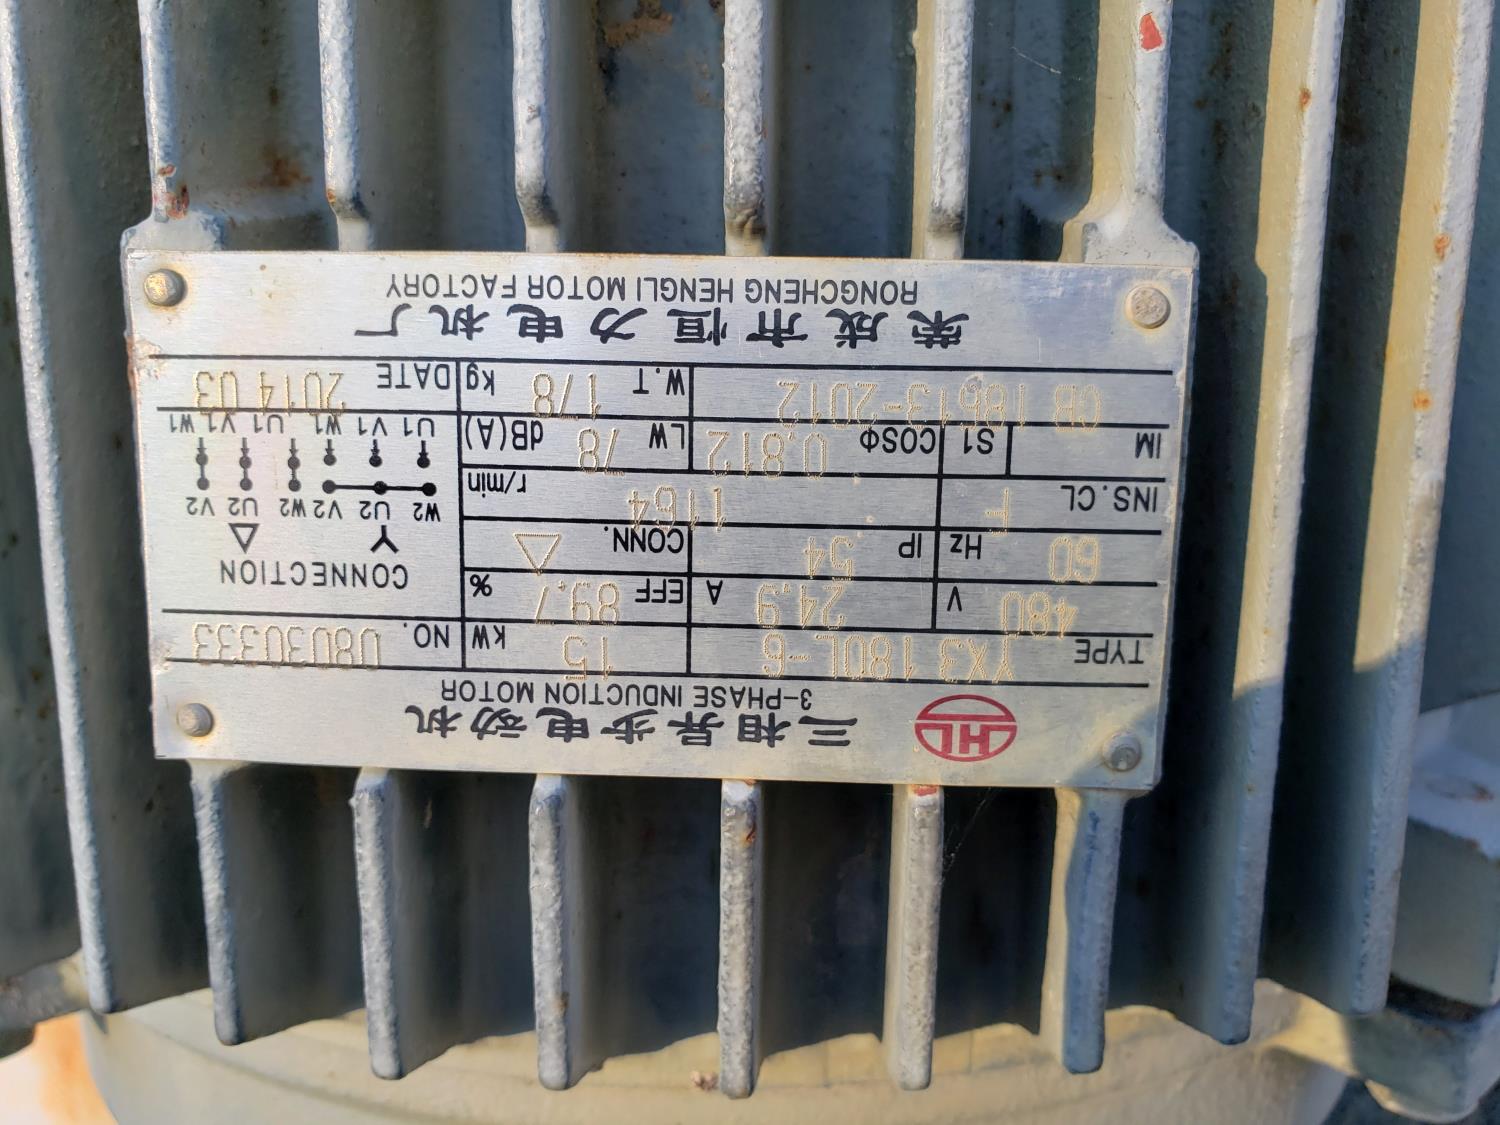 HL 三相异步电动机
3-PHASE INDUCTION MOTOR
TYPE YX3 180L-6 15 kW NO. 08030333
480 V 24.9 A EFF 89.7 % CONNECTION
60 Hz IP 54 CONN. △ Y △
INS.CL F 1164 r/min W2 U2 V2 W2 U2 V2
IM S1 COSΦ 0.812 LW 78 dB(A) U1 V1 W1 U1 V1 W1
GB 18613-2012 W.T 178 kg DATE 2014 03
荣成市恒力电机厂
RONGCHENG HENGLI MOTOR FACTORY